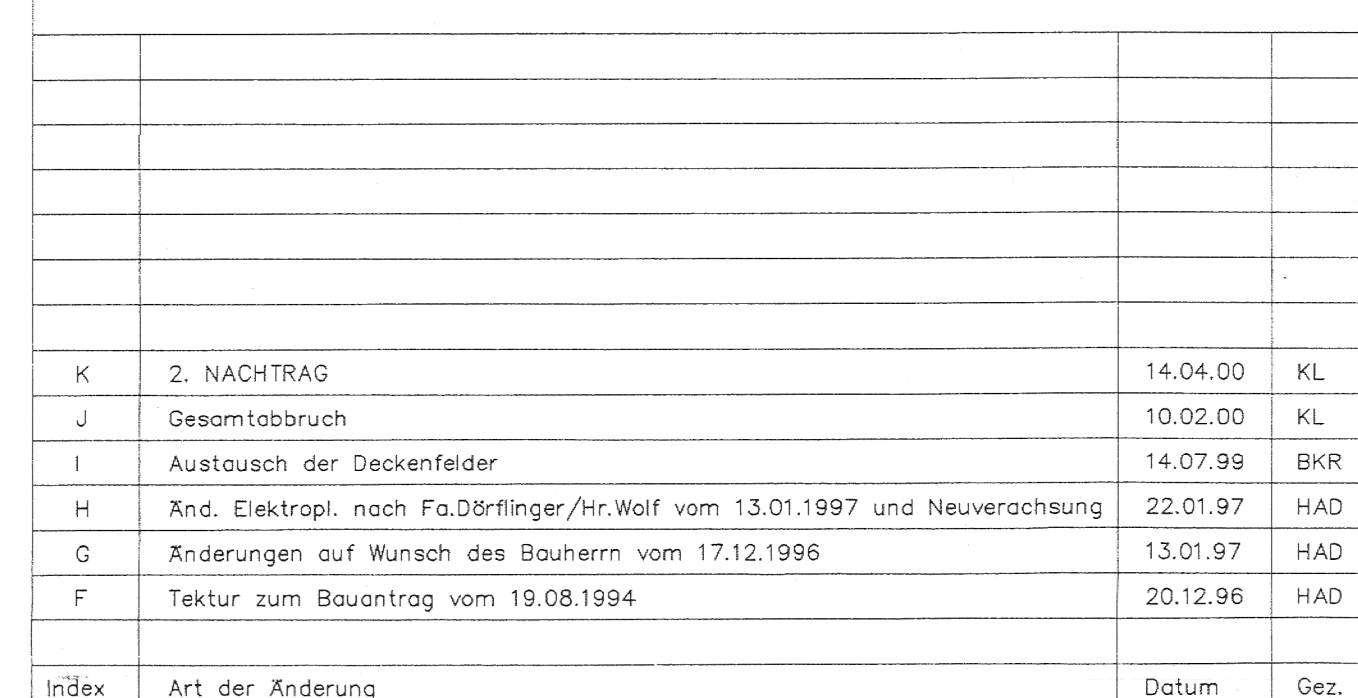 K 2. NACHTRAG 14.04.00 KL
J Gesamtabbruch 10.02.00 KL
I Austausch der Deckenfelder 14.07.99 BKR
H Änd. Elektropl. nach Fa.Dörflinger/Hr.Wolf vom 13.01.1997 und Neuverachsung 22.01.97 HAD
G Änderungen auf Wunsch des Bauherrn vom 17.12.1996 13.01.97 HAD
F Tektur zum Bauantrag vom 19.08.1994 20.12.96 HAD
Index Art der Änderung Datum Gez.